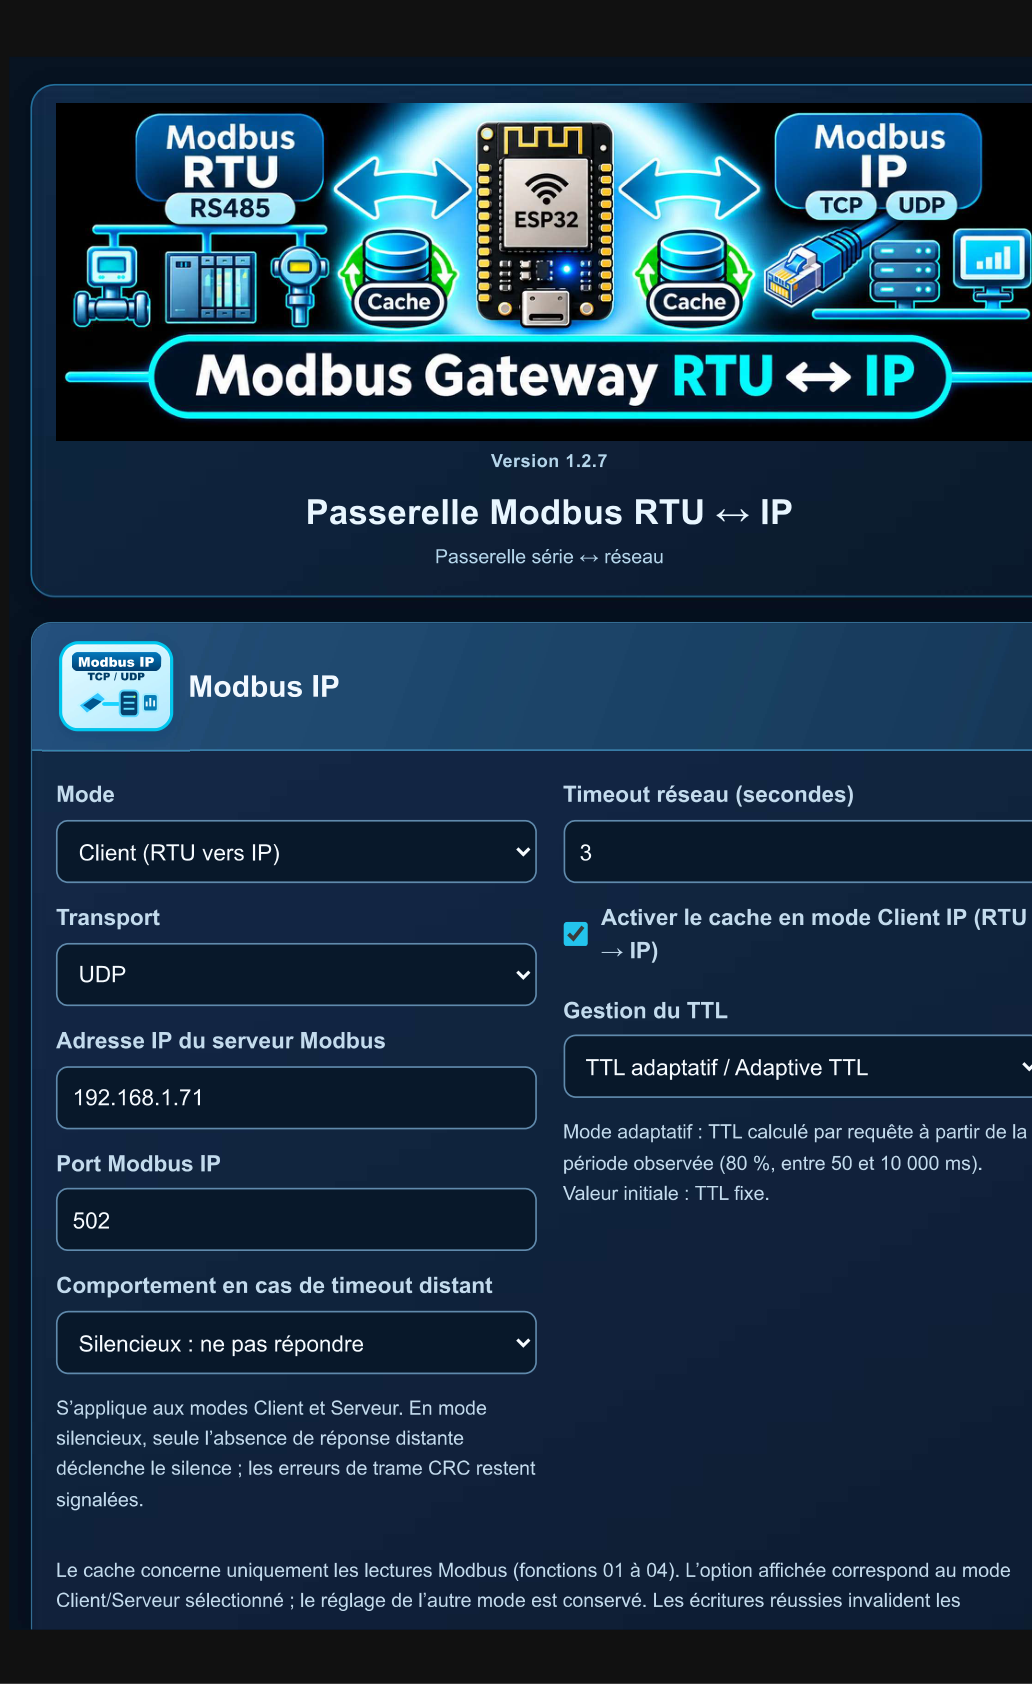 Modbus
RTU
RS485
ESP32
Cache
Cache
Modbus
IP
TCP
UDP
Modbus Gateway RTU ↔ IP
Version 1.2.7
Passerelle Modbus RTU ↔ IP
Passerelle série ↔ réseau
Modbus IP
TCP / UDP
Modbus IP
Mode
Client (RTU vers IP)
Transport
UDP
Adresse IP du serveur Modbus
192.168.1.71
Port Modbus IP
502
Comportement en cas de timeout distant
Silencieux : ne pas répondre
S’applique aux modes Client et Serveur. En mode
silencieux, seule l’absence de réponse distante
déclenche le silence ; les erreurs de trame CRC restent
signalées.
Timeout réseau (secondes)
3
Activer le cache en mode Client IP (RTU
→ IP)
Gestion du TTL
TTL adaptatif / Adaptive TTL
Mode adaptatif : TTL calculé par requête à partir de la
période observée (80 %, entre 50 et 10 000 ms).
Valeur initiale : TTL fixe.
Le cache concerne uniquement les lectures Modbus (fonctions 01 à 04). L’option affichée correspond au mode
Client/Serveur sélectionné ; le réglage de l’autre mode est conservé. Les écritures réussies invalident les